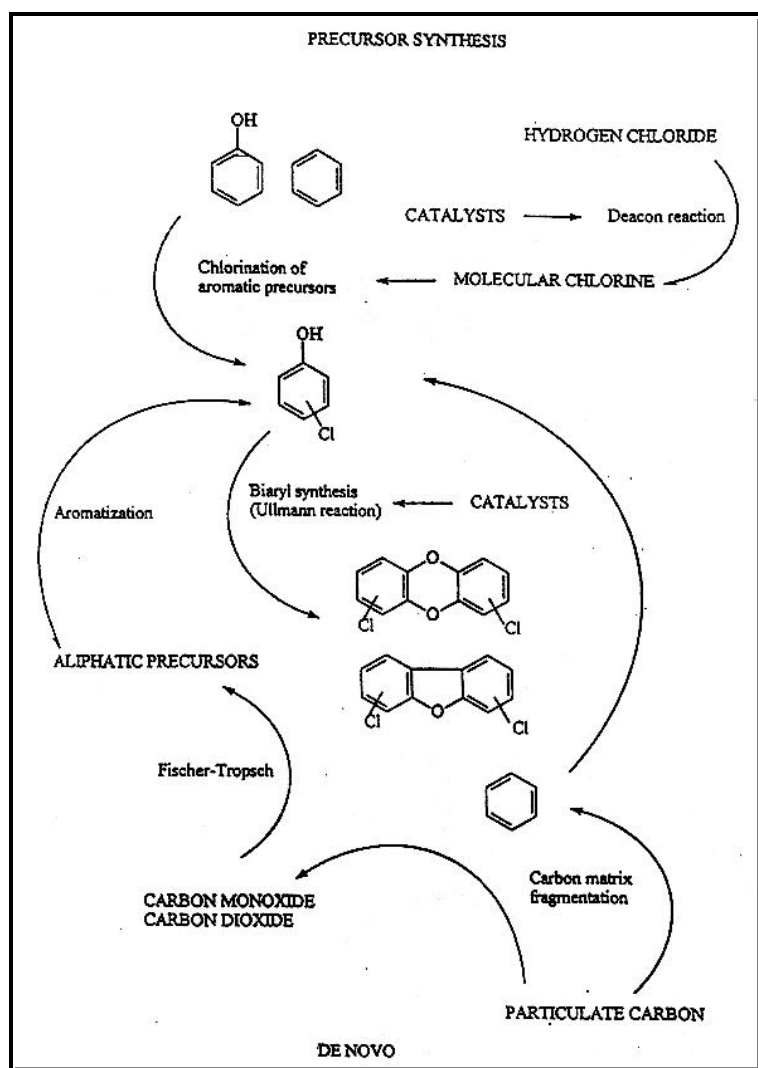 PRECURSOR SYNTHESIS
OH
HYDROGEN CHLORIDE
CATALYSTS
Deacon reaction
Chlorination of
aromatic precursors
MOLECULAR CHLORINE
OH
Cl
Biaryl synthesis
(Ullmann reaction)
CATALYSTS
Aromatization
O
O
Cl
Cl
ALIPHATIC PRECURSORS
O
Cl
Cl
Fischer-Tropsch
CARBON MONOXIDE
CARBON DIOXIDE
Carbon matrix
fragmentation
PARTICULATE CARBON
DE NOVO